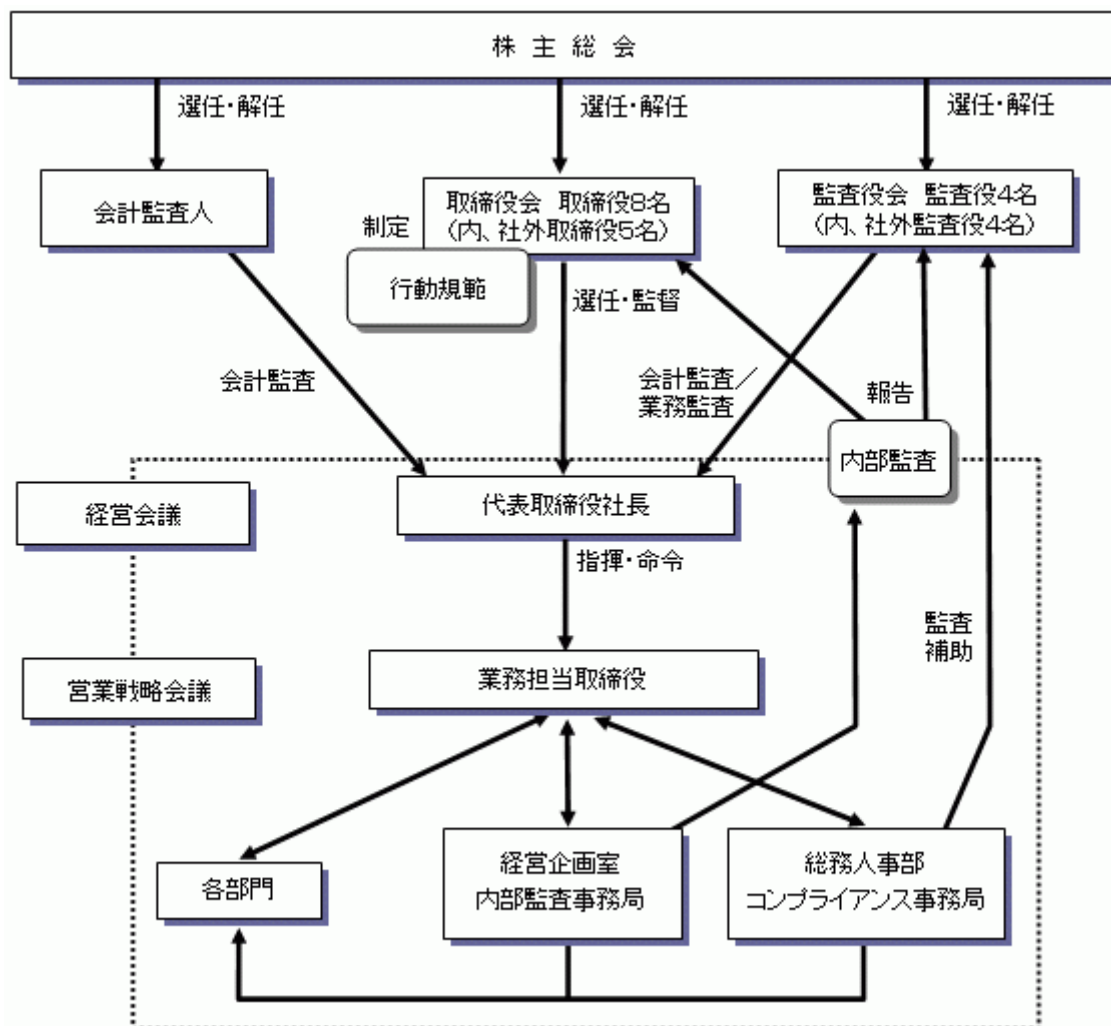 株主総会
選任・解任
選任・解任
選任・解任
会計監査人
取締役会 取締役8名
(内、社外取締役5名)
監査役会 監査役4名
(内、社外監査役4名)
制定
行動規範
選任・監督
会計監査
会計監査／
業務監査
報告
内部監査
経営会議
代表取締役社長
指揮・命令
監査
補助
営業戦略会議
業務担当取締役
各部門
経営企画室
内部監査事務局
総務人事部
コンプライアンス事務局